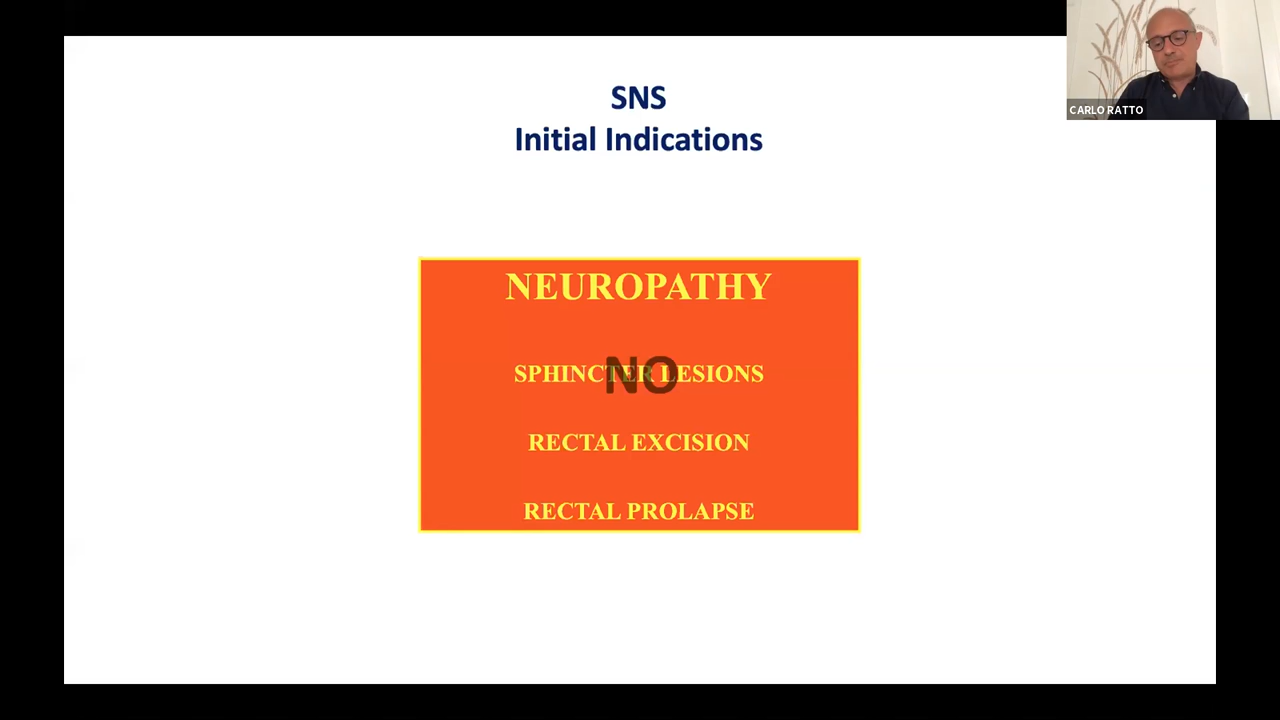 SNS
Initial Indications
NEUROPATHY
NO
SPHINCTER LESIONS
RECTAL EXCISION
RECTAL PROLAPSE
CARLO RATTO